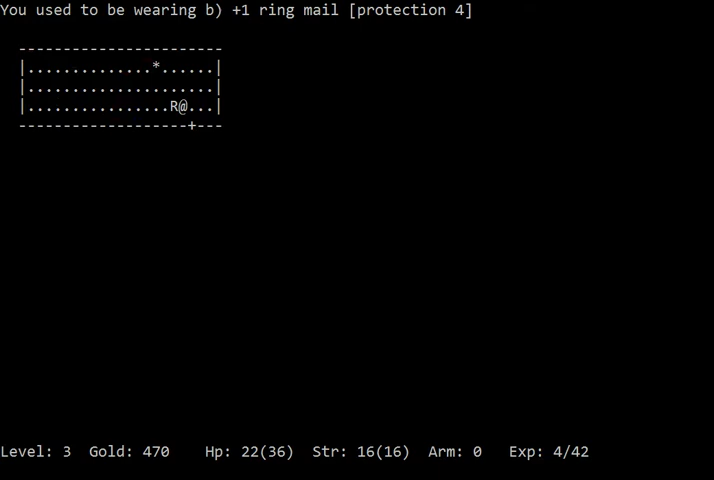 You used to be wearing b) +1 ring mail [protection 4]
-----------------------
|..............*......|
|.....................|
|................R@...|
-------------------+---
Level: 3  Gold: 470    Hp: 22(36)  Str: 16(16)  Arm: 0  Exp: 4/42